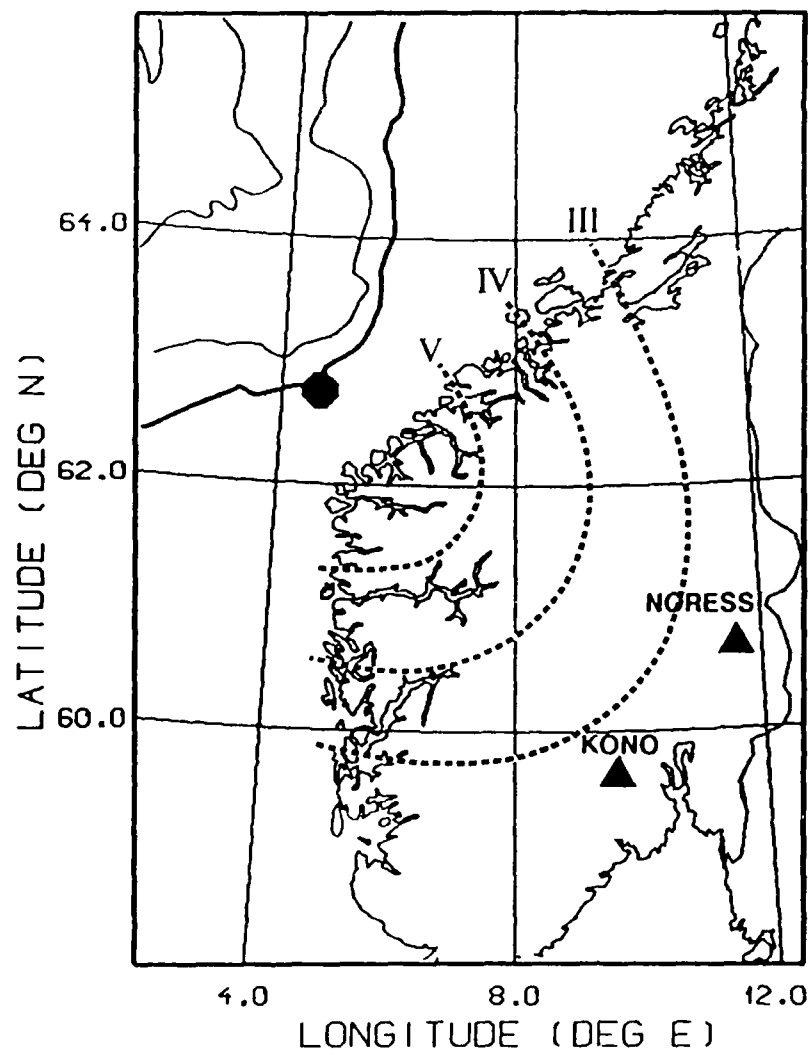 64.0
III
IV
V
62.0
NORESS
60.0
KONO
LATITUDE (DEG N)
4.0 8.0 12.0
LONGITUDE (DEG E)